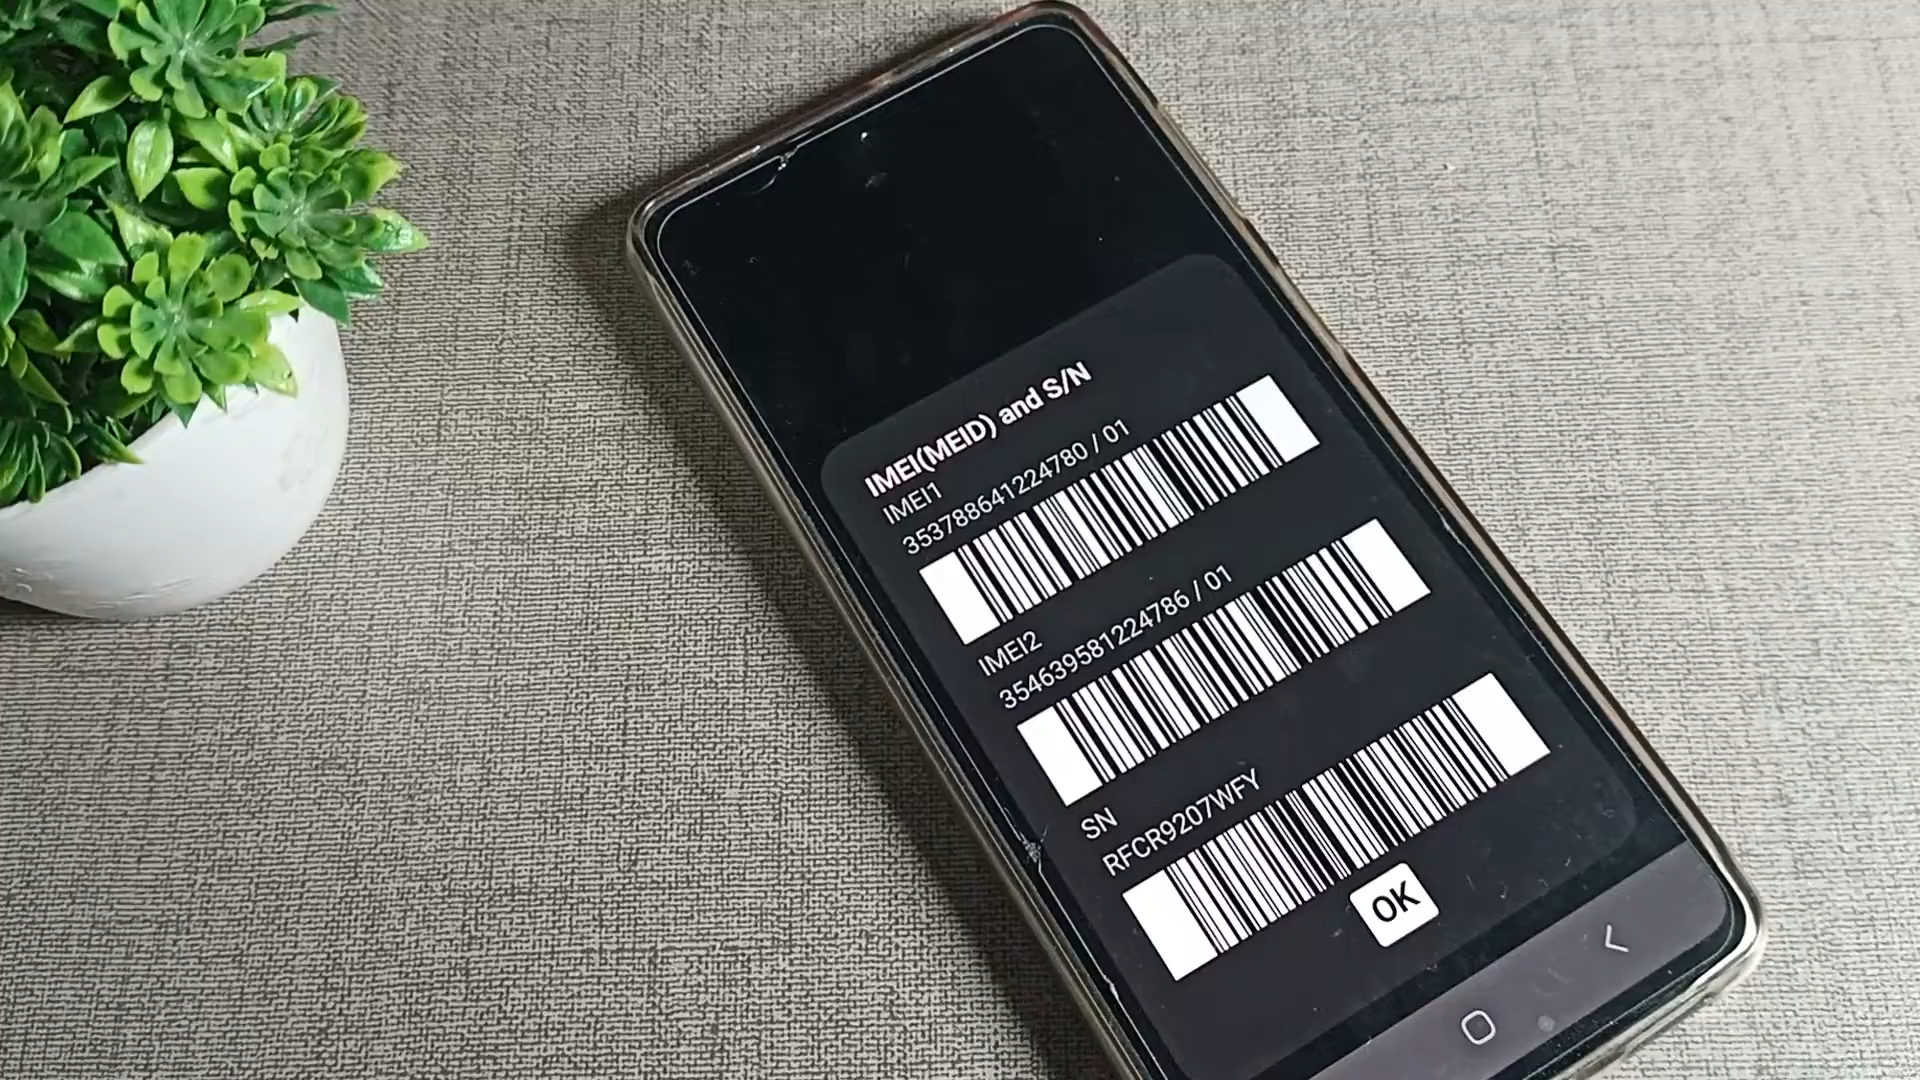 IMEI(MEID) and S/N
IMEI1
353788641224780 / 01
IMEI2
354639581224786 / 01
SN
RFCR9207WFY
OK